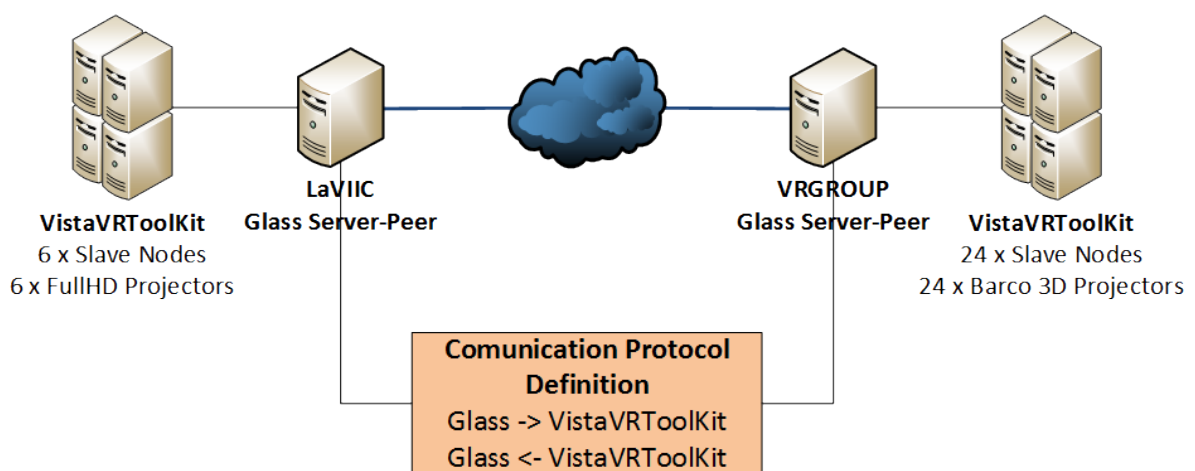 LaVIIC
Glass Server-Peer
VRGROUP
Glass Server-Peer
VistaVRToolKit
6 x Slave Nodes
6 x FullHD Projectors
VistaVRToolKit
24 x Slave Nodes
24 x Barco 3D Projectors
Comunication Protocol
Definition
Glass -> VistaVRToolKit
Glass <- VistaVRToolKit